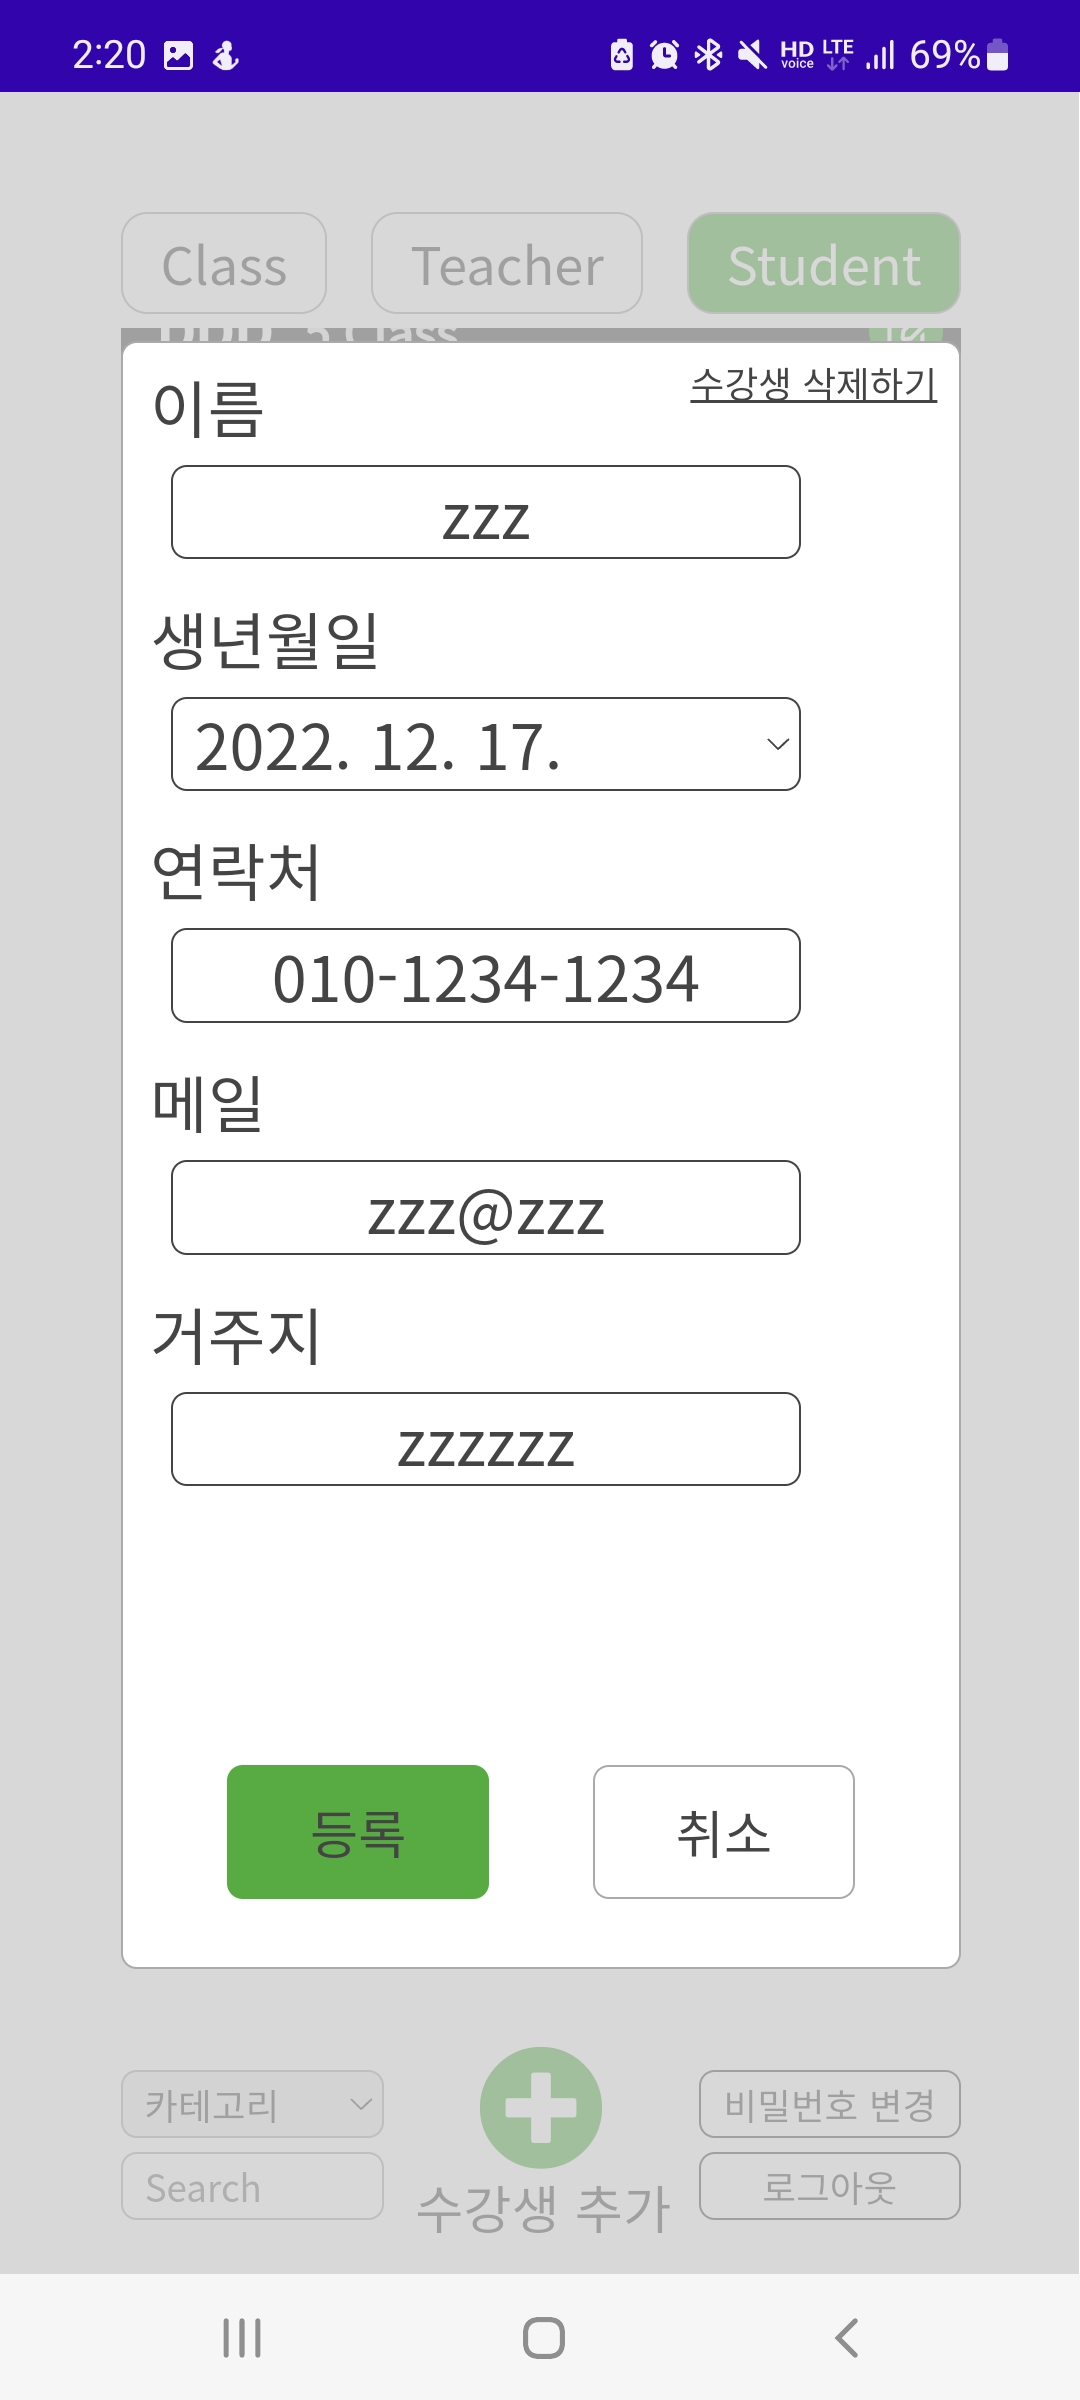 2:20 HD voice LTE 69%
Class Teacher Student
이름
수강생 삭제하기
zzz
생년월일
2022. 12. 17.
연락처
010-1234-1234
메일
zzz@zzz
거주지
zzzzzz
등록 취소
카테고리
비밀번호 변경
Search
수강생 추가
로그아웃